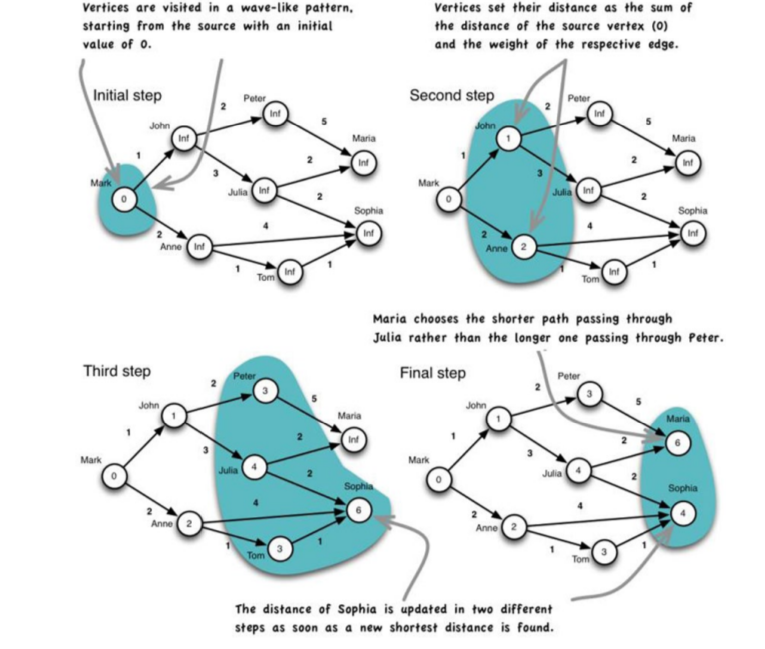 Vertices are visited in a wave-like pattern,
starting from the source with an initial
value of 0.
Vertices set their distance as the sum of
the distance of the source vertex (0)
and the weight of the respective edge.
Initial step
Peter
Inf
2
5
John
Inf
Maria
Inf
1
2
3
Mark
0
Julia
Inf
2
Sophia
Inf
4
2
Anne
Inf
1
Tom
Inf
1
Second step
Peter
Inf
2
5
John
1
Maria
Inf
1
2
3
Mark
0
Julia
Inf
2
Sophia
Inf
4
2
Anne
2
1
Tom
Inf
1
Maria chooses the shorter path passing through
Julia rather than the longer one passing through Peter.
Third step
Peter
3
2
5
John
1
Maria
Inf
1
2
3
Mark
0
Julia
4
2
Sophia
6
4
2
Anne
2
1
Tom
3
1
Final step
Peter
3
2
5
John
1
Maria
6
1
2
3
Mark
0
Julia
4
2
Sophia
4
4
2
Anne
2
1
Tom
3
1
The distance of Sophia is updated in two different
steps as soon as a new shortest distance is found.